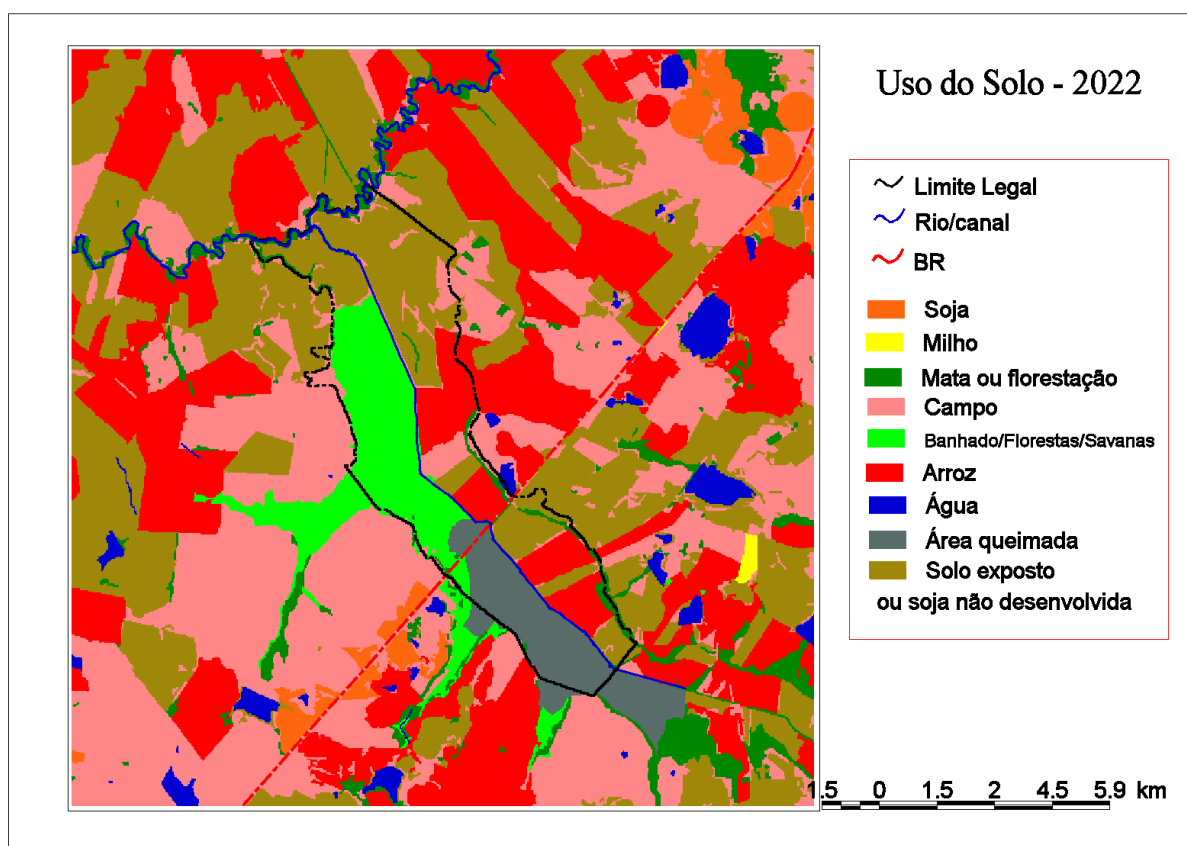 Uso do Solo - 2022
Limite Legal
Rio/canal
BR
Soja
Milho
Mata ou florestação
Campo
Banhado/Florestas/Savanas
Arroz
Água
Área queimada
Solo exposto
ou soja não desenvolvida
1.5 0 1.5 2 4.5 5.9 km